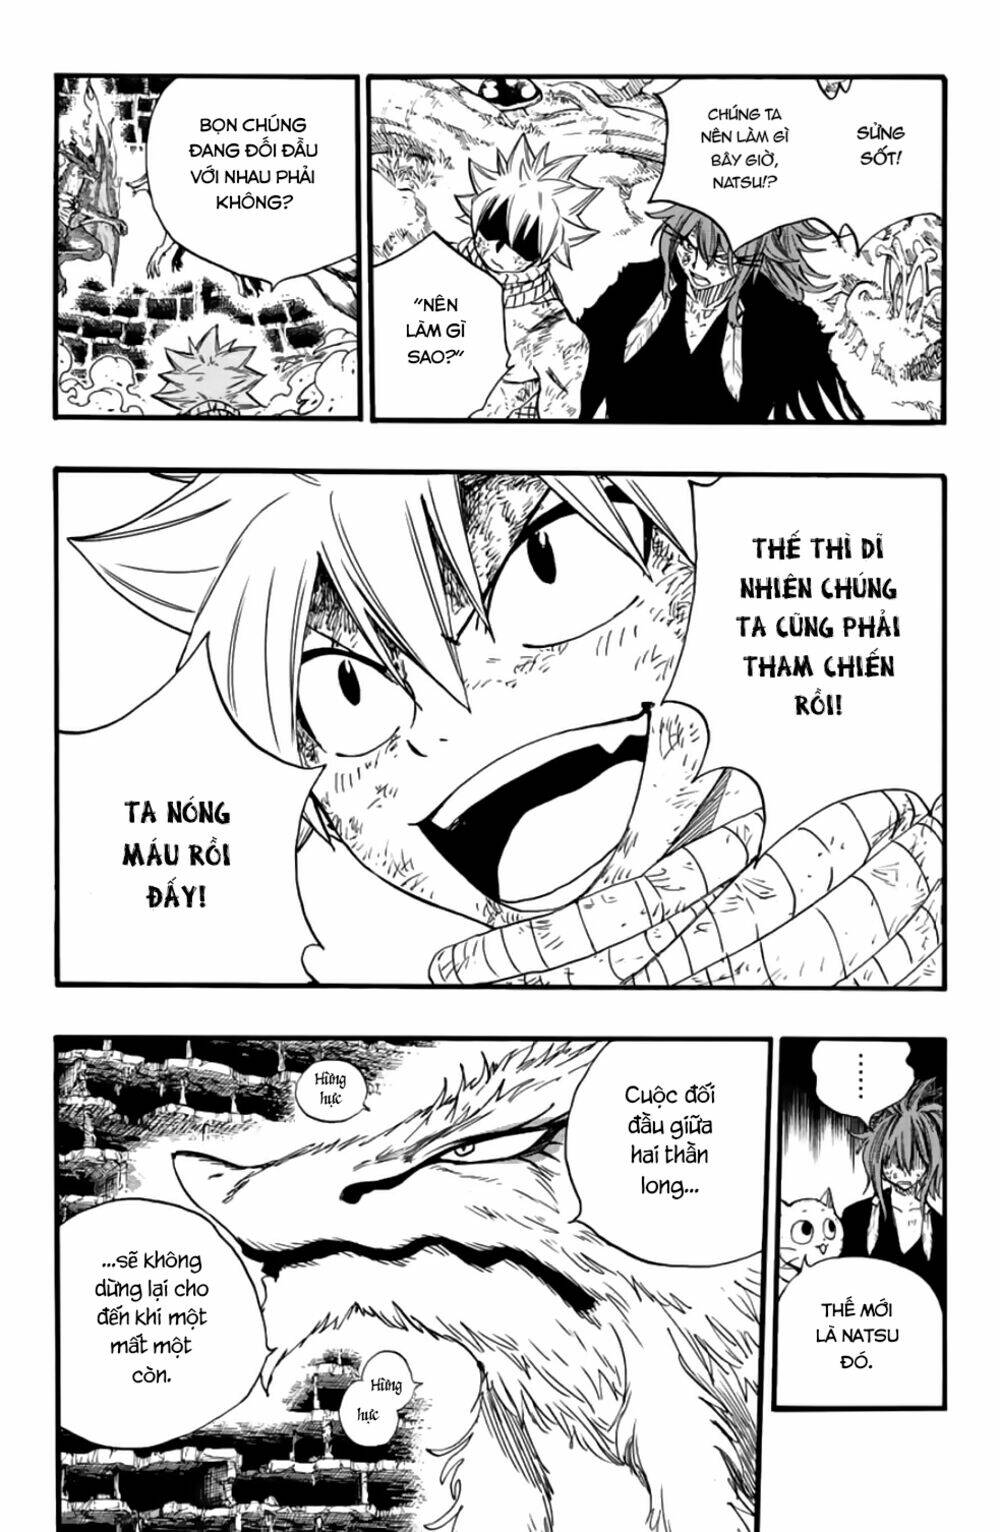 BỌN CHÚNG
ĐANG ĐỐI ĐẦU
VỚI NHAU PHẢI
KHÔNG?
SỬNG
SỐT!
CHÚNG TA
NÊN LÀM GÌ
BÂY GIỜ,
NATSU!?
"NÊN
LÀM GÌ
SAO?"
THẾ THÌ DĨ
NHIÊN CHÚNG
TA CŨNG PHẢI
THAM CHIẾN
RỒI!
TA NÓNG
MÁU RỒI
ĐẤY!
Hừng
hực
Cuộc đối
đầu giữa
hai thần
long...
...sẽ không
dừng lại cho
đến khi một
mất một
còn.
Hừng
hực
........
THẾ MỚI
LÀ NATSU
ĐÓ.